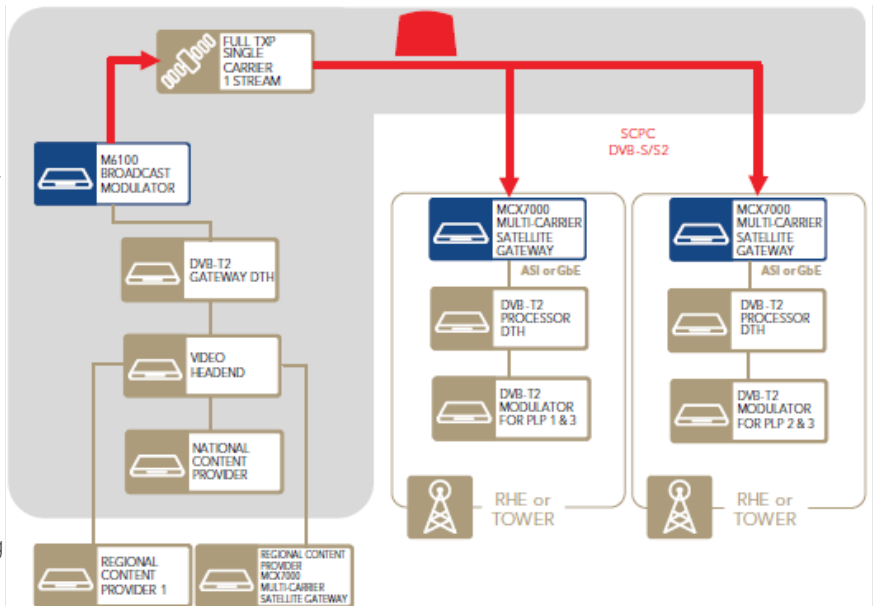 FULL TXP
SINGLE
CARRIER
1 STREAM
SCPC
DVB-S/S2
M6100
BROADCAST
MODULATOR
DVB-T2
GATEWAY DTH
VIDEO
HEADEND
NATIONAL
CONTENT
PROVIDER
REGIONAL
CONTENT
PROVIDER 1
REGIONAL CONTENT
PROVIDER
MCX7000
MULTI-CARRIER
SATELLITE GATEWAY
MCX7000
MULTI-CARRIER
SATELLITE
GATEWAY
ASI or GbE
DVB-T2
PROCESSOR
DTH
DVB-T2
MODULATOR
FOR PLP 1 & 3
RHE or
TOWER
MCX7000
MULTI-CARRIER
SATELLITE
GATEWAY
ASI or GbE
DVB-T2
PROCESSOR
DTH
DVB-T2
MODULATOR
FOR PLP 2 & 3
RHE or
TOWER